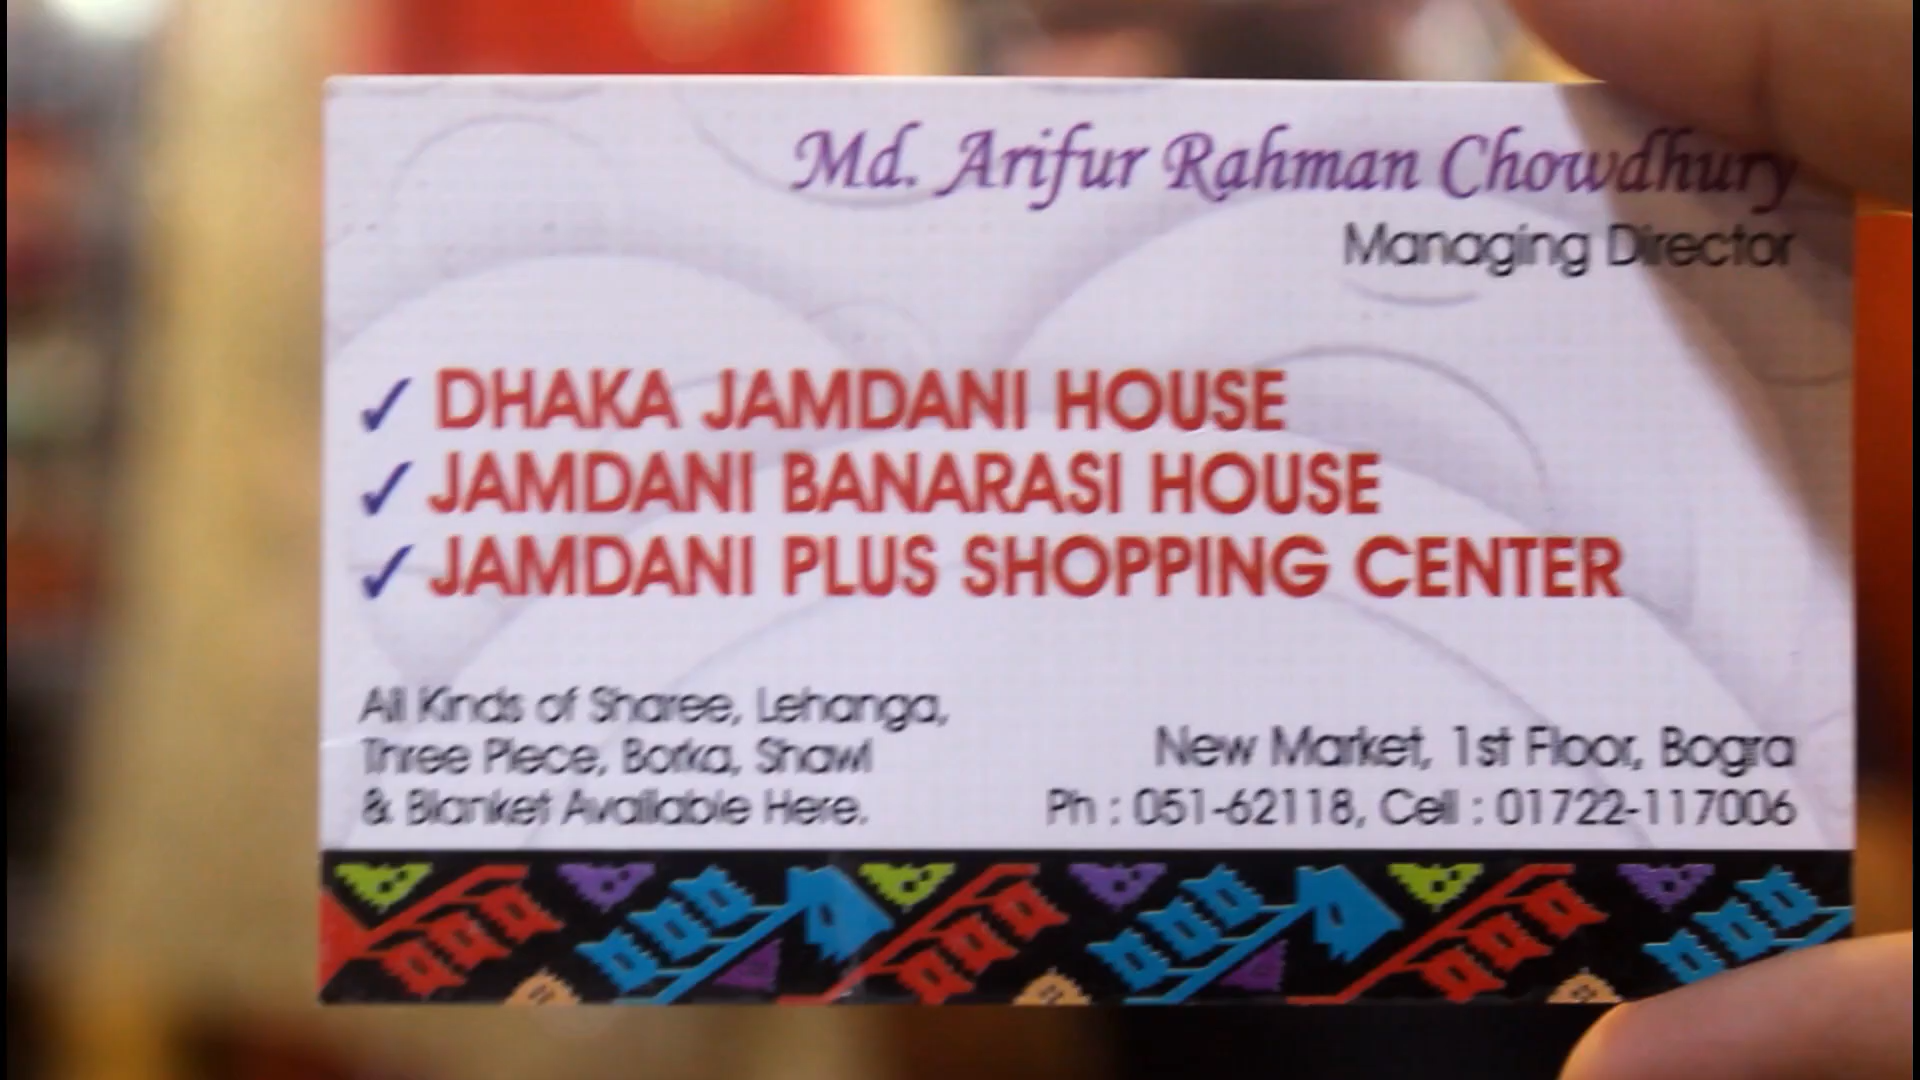 Md. Arifur Rahman Chowdhury
Managing Director
✓ DHAKA JAMDANI HOUSE
✓ JAMDANI BANARASI HOUSE
✓ JAMDANI PLUS SHOPPING CENTER
All Kinds of Sharee, Lehanga,
Three Piece, Borka, Shawl
& Blanket Available Here.
New Market, 1st Floor, Bogra
Ph : 051-62118, Cell : 01722-117006